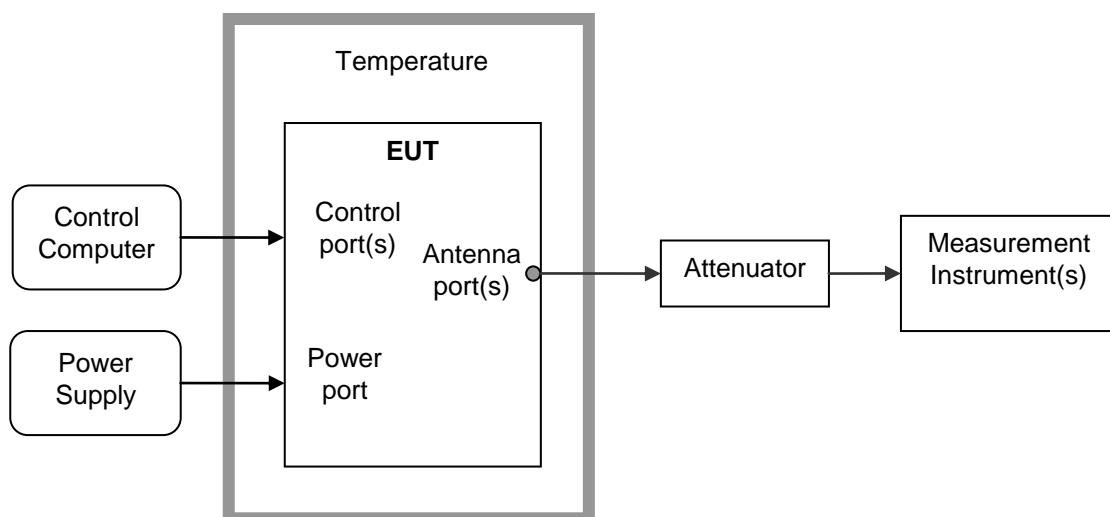 Temperature
EUT
Control
Computer
Control
port(s)
Antenna
port(s)
Attenuator
Measurement
Instrument(s)
Power
Supply
Power
port